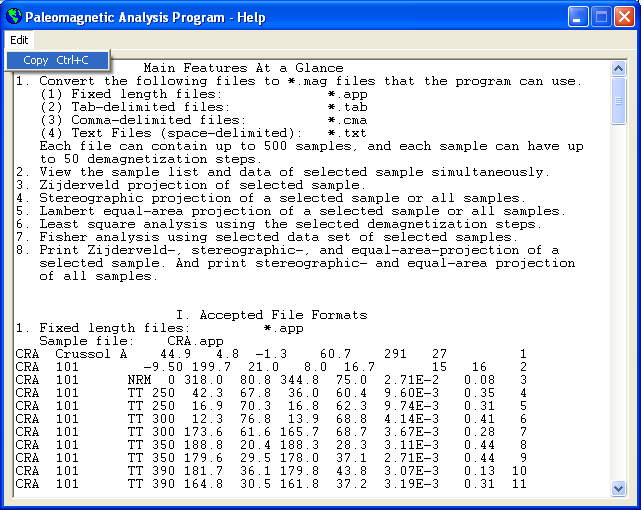 Paleomagnetic Analysis Program - Help
Edit
Copy Ctrl+C
Main Features At a Glance
1. Convert the following files to *.mag files that the program can use.
(1) Fixed length files: *.app
(2) Tab-delimited files: *.tab
(3) Comma-delimited files: *.cma
(4) Text Files (space-delimited): *.txt
Each file can contain up to 500 samples, and each sample can have up
to 50 demagnetization steps.
2. View the sample list and data of selected sample simultaneously.
3. Zijderveld projection of selected sample.
4. Stereographic projection of a selected sample or all samples.
5. Lambert equal-area projection of a selected sample or all samples.
6. Least square analysis using the selected demagnetization steps.
7. Fisher analysis using selected data set of selected samples.
8. Print Zijderveld-, stereographic-, and equal-area-projection of a
selected sample. And print stereographic- and equal-area projection
of all samples.
I. Accepted File Formats
1. Fixed length files: *.app
Sample file: CRA.app
CRA Crussol A 44.9 4.8 -1.3 60.7 291 27 1
CRA 101 -9.50 199.7 21.0 8.0 16.7 15 16 2
CRA 101 NRM 0 318.0 80.8 344.8 75.0 2.71E-2 0.08 3
CRA 101 TT 250 42.3 67.8 36.0 60.4 9.60E-3 0.35 4
CRA 101 TT 250 16.9 70.3 16.8 62.3 9.74E-3 0.31 5
CRA 101 TT 300 12.3 76.8 13.9 68.8 4.14E-3 0.41 6
CRA 101 TT 300 173.6 61.6 165.7 68.7 3.67E-3 0.28 7
CRA 101 TT 350 188.8 20.4 188.3 28.3 3.11E-3 0.44 8
CRA 101 TT 350 179.6 29.5 178.0 37.1 2.71E-3 0.44 9
CRA 101 TT 390 181.7 36.1 179.8 43.8 3.07E-3 0.13 10
CRA 101 TT 390 164.8 30.5 161.8 37.2 3.19E-3 0.31 11